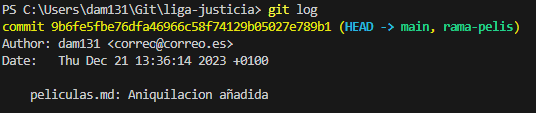 PS C:\Users\dam131\Git\liga-justicia> git log
commit 9b6fe5fbe76dfa46966c58f74129b05027e789b1 (HEAD -> main, rama-pelis)
Author: dam131 <correo@correo.es>
Date:   Thu Dec 21 13:36:14 2023 +0100
    peliculas.md: Aniquilacion añadida